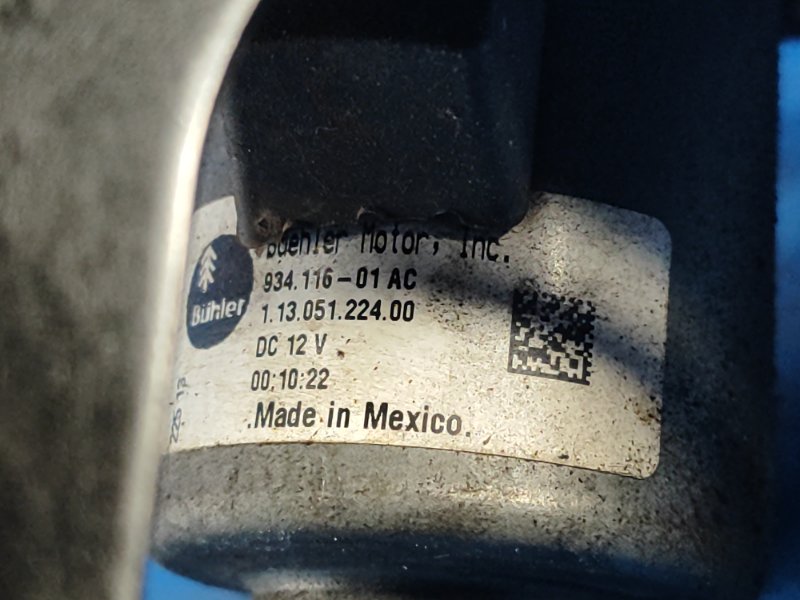 Buehler Motor, Inc.
Bühler
934.116-01 AC
1.13.051.224.00
DC 12 V
00:10:22
.Made in Mexico.